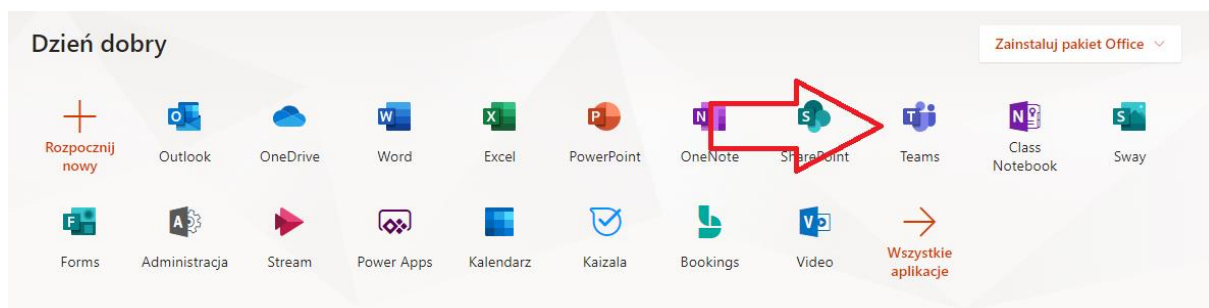 Dzień dobry
Zainstaluj pakiet Office
Rozpocznij
nowy
Outlook
OneDrive
Word
Excel
PowerPoint
OneNote
SharePoint
Teams
Class
Notebook
Sway
Forms
Administracja
Stream
Power Apps
Kalendarz
Kaizala
Bookings
Video
Wszystkie
aplikacje